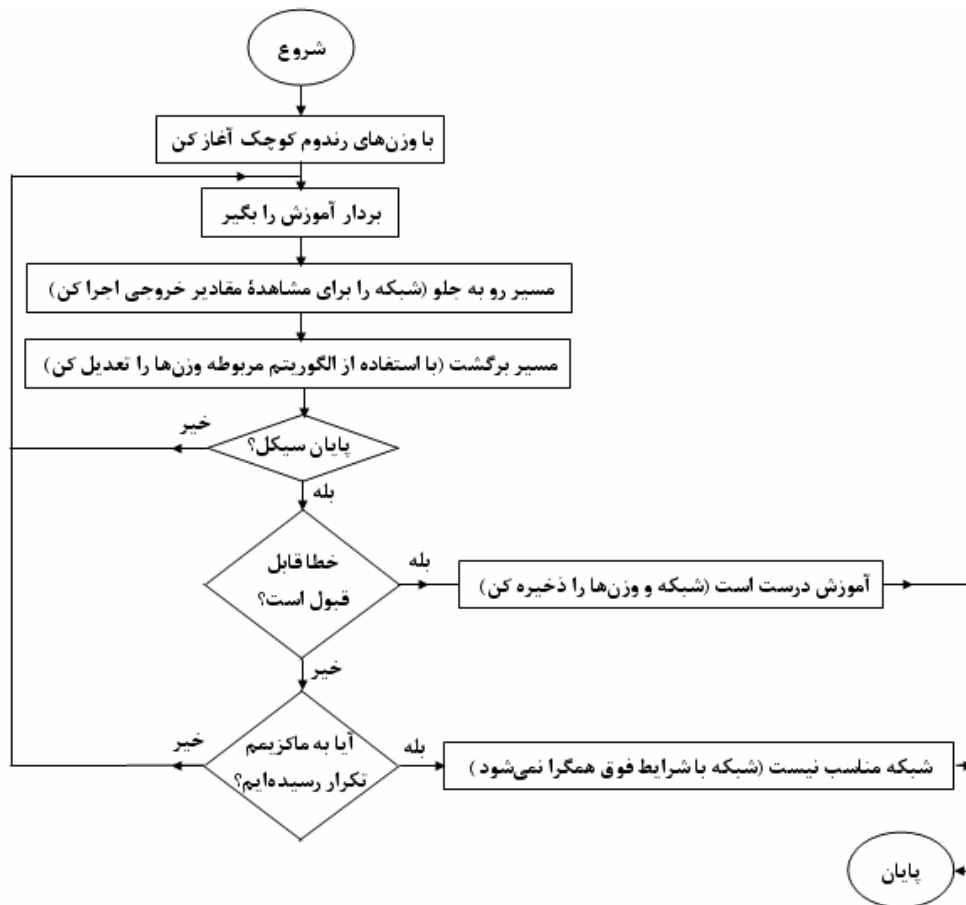 شروع
با وزن‌های رندوم کوچک آغاز کن
بردار آموزش را بگیر
مسیر رو به جلو (شبکه را برای مشاهدهٔ مقادیر خروجی اجرا کن)
مسیر برگشت (با استفاده از الگوریتم مربوطه وزن‌ها را تعدیل کن)
خیر
پایان سیکل؟
بله
خطا قابل
قبول است؟
بله
آموزش درست است (شبکه و وزن‌ها را ذخیره کن)
خیر
آیا به ماکزیمم
تکرار رسیده‌ایم؟
خیر
بله
شبکه مناسب نیست (شبکه با شرایط فوق همگرا نمی‌شود )
پایان